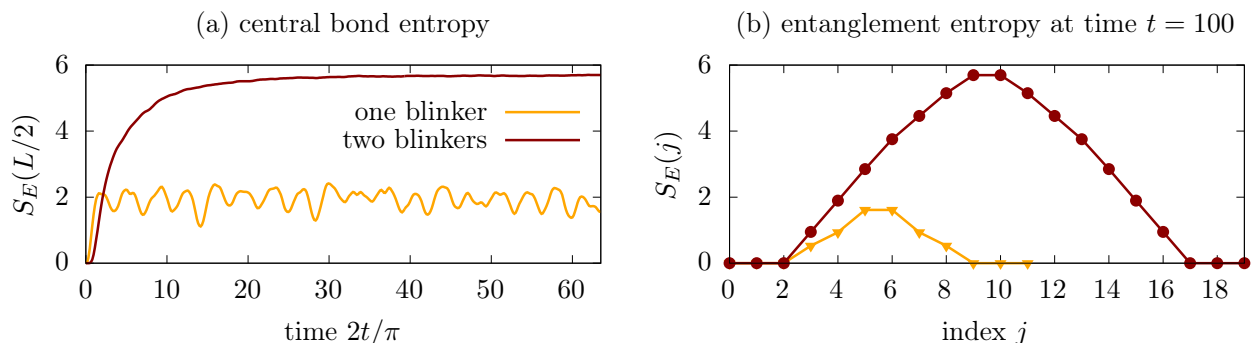 (a) central bond entropy
S_E(L/2)
6
4
2
0
one blinker
two blinkers
0 10 20 30 40 50 60
time 2t/π
(b) entanglement entropy at time t = 100
S_E(j)
6
4
2
0
0 2 4 6 8 10 12 14 16 18
index j